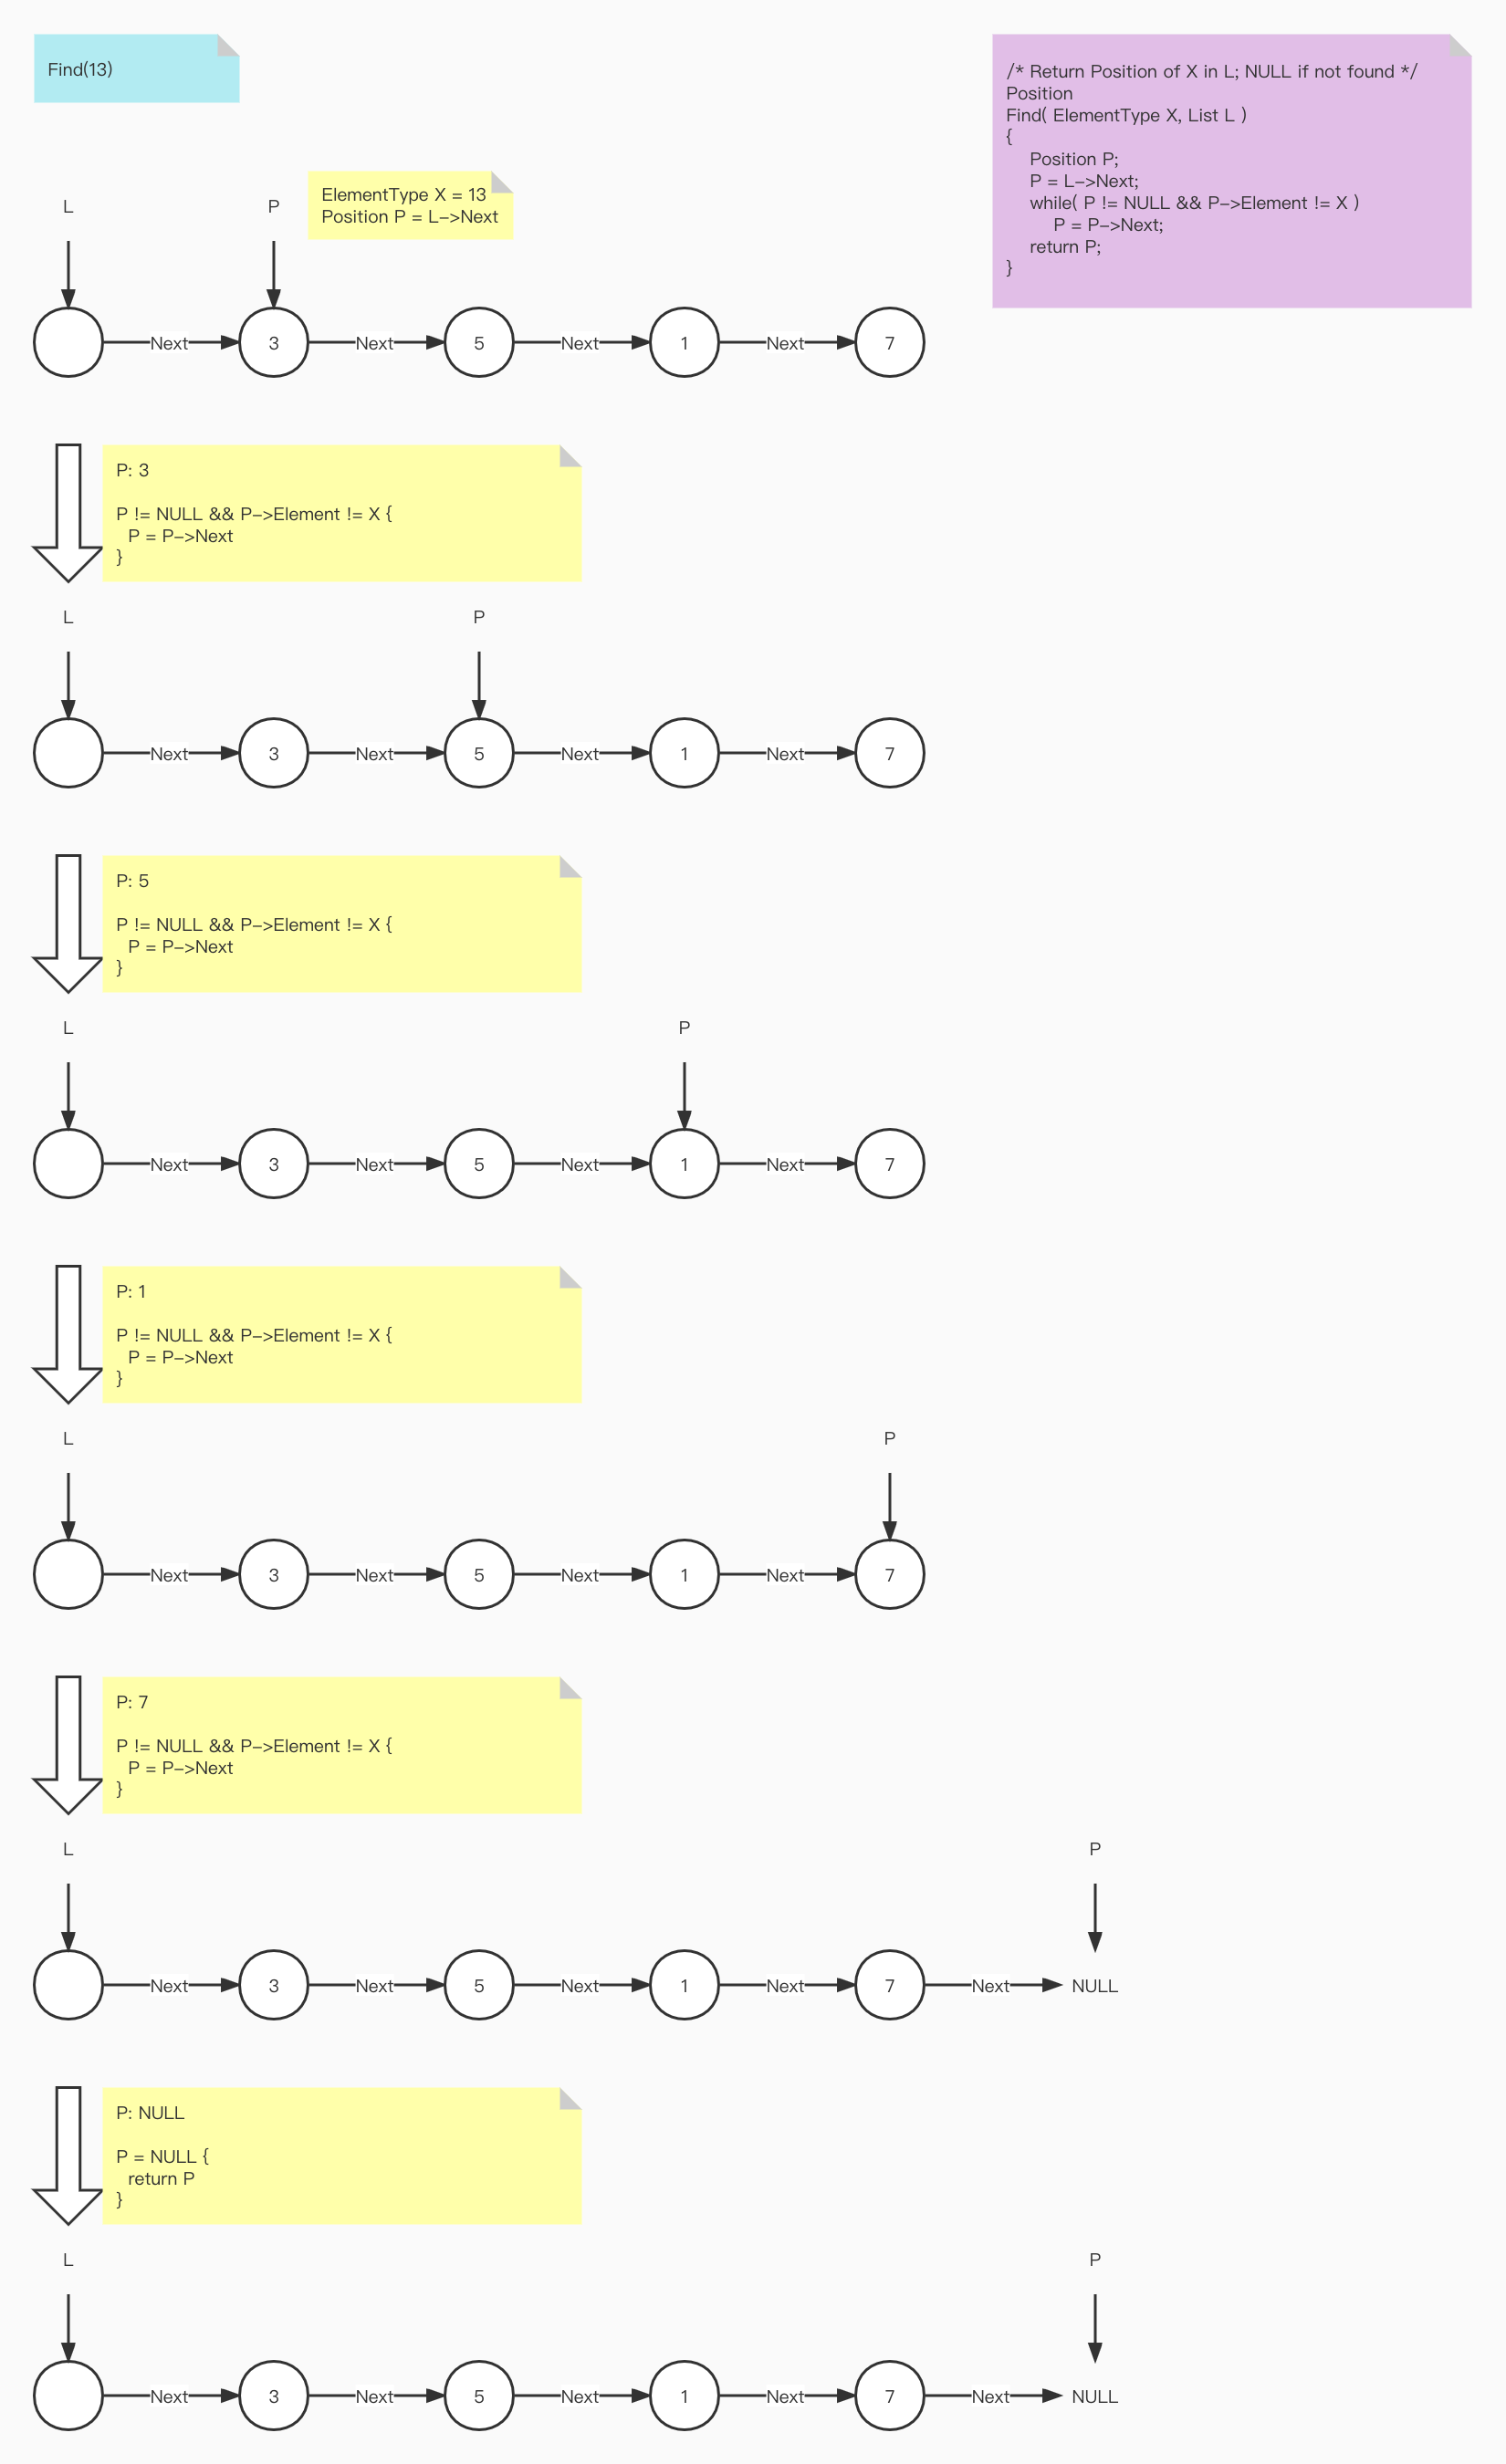 Find(13)
/* Return Position of X in L; NULL if not found */
Position
Find( ElementType X, List L )
{
Position P;
P = L->Next;
while( P != NULL && P->Element != X )
P = P->Next;
return P;
}
ElementType X = 13
Position P = L->Next
L P
Next 3 Next 5 Next 1 Next 7
P: 3
P != NULL && P->Element != X {
P = P->Next
}
L P
Next 3 Next 5 Next 1 Next 7
P: 5
P != NULL && P->Element != X {
P = P->Next
}
L P
Next 3 Next 5 Next 1 Next 7
P: 1
P != NULL && P->Element != X {
P = P->Next
}
L P
Next 3 Next 5 Next 1 Next 7
P: 7
P != NULL && P->Element != X {
P = P->Next
}
L P
Next 3 Next 5 Next 1 Next 7 Next NULL
P: NULL
P = NULL {
return P
}
L P
Next 3 Next 5 Next 1 Next 7 Next NULL